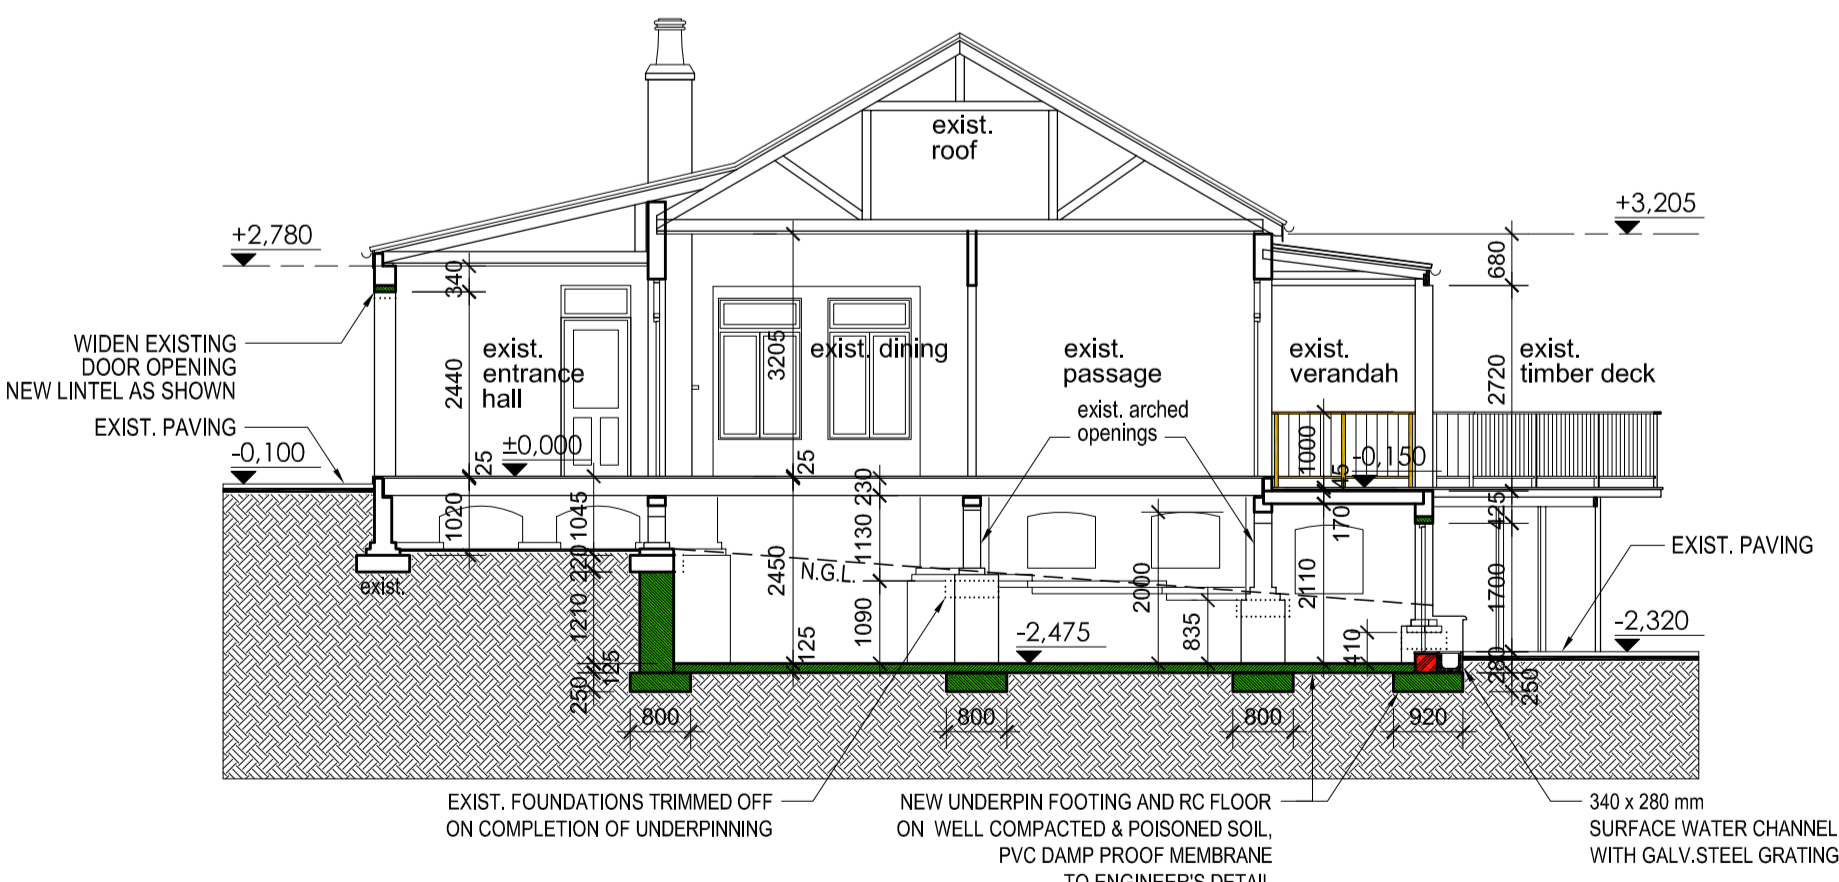 exist.
roof
+2,780
+3,205
340
680
WIDEN EXISTING
DOOR OPENING
NEW LINTEL AS SHOWN
EXIST. PAVING
-0,100
2440
exist.
entrance
hall
3205
exist. dining
exist.
passage
exist. arched
openings
exist.
verandah
exist.
timber deck
2720
25
±0,000
25
1000
45
-0,150
230
1020
1045
1130
170
425
220
exist.
2450
N.G.L.
2000
2110
1700
EXIST. PAVING
1210
125
1090
-2,475
835
410
-2,320
125
250
280
250
800
800
800
920
EXIST. FOUNDATIONS TRIMMED OFF
ON COMPLETION OF UNDERPINNING
NEW UNDERPIN FOOTING AND RC FLOOR
ON WELL COMPACTED & POISONED SOIL,
PVC DAMP PROOF MEMBRANE
TO ENGINEER'S DETAIL
340 x 280 mm
SURFACE WATER CHANNEL
WITH GALV.STEEL GRATING